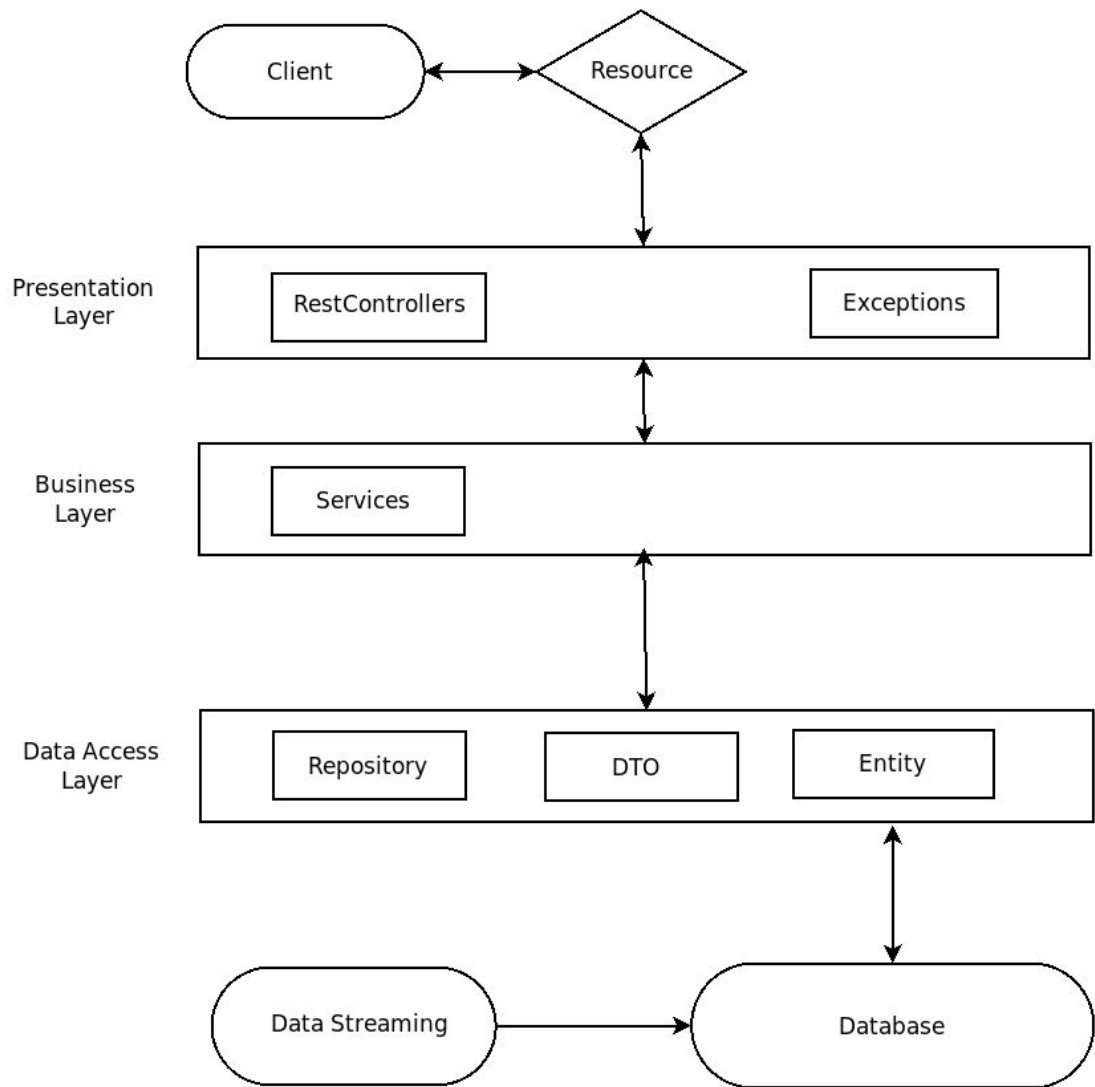 Client
Resource
Presentation
Layer
RestControllers
Exceptions
Business
Layer
Services
Data Access
Layer
Repository
DTO
Entity
Data Streaming
Database